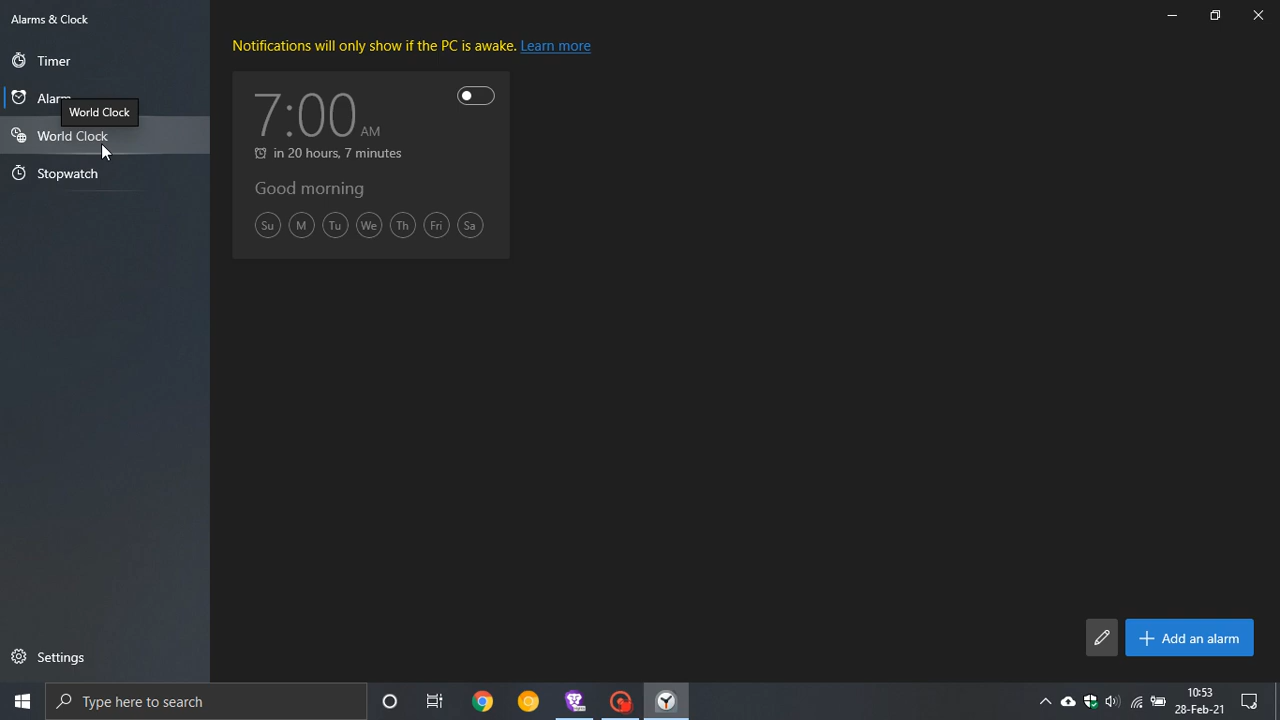 Alarms & Clock
Timer
Alarm
World Clock
World Clock
Stopwatch
Settings
Notifications will only show if the PC is awake. Learn more
7:00 AM
in 20 hours, 7 minutes
Good morning
Su M Tu We Th Fri Sa
Add an alarm
Type here to search
10:53
28-Feb-21